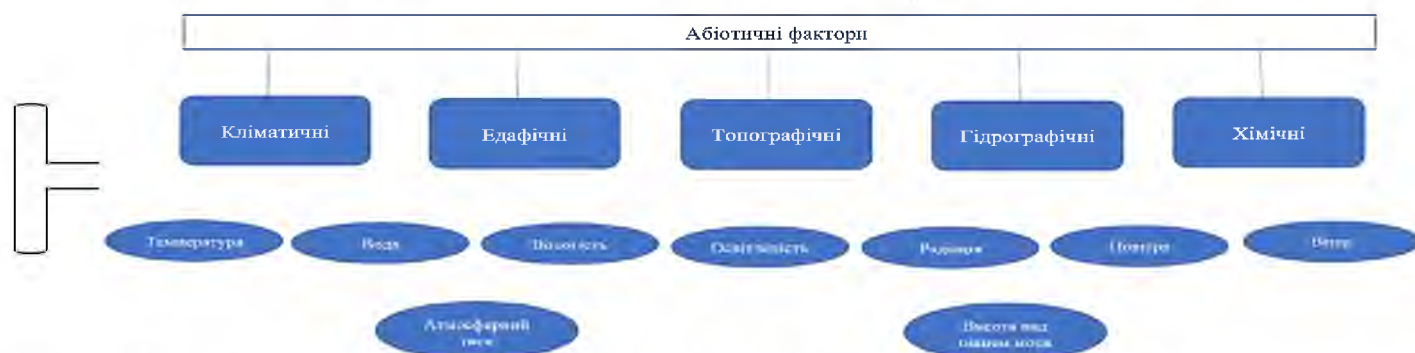 Абіотичні фактори
Кліматичні
Едафічні
Топографічні
Гідрографічні
Хімічні
Температура
Вода
Вологість
Освітленість
Радіація
Повітря
Вітер
Атмосферний
тиск
Висота над
рівнем моря